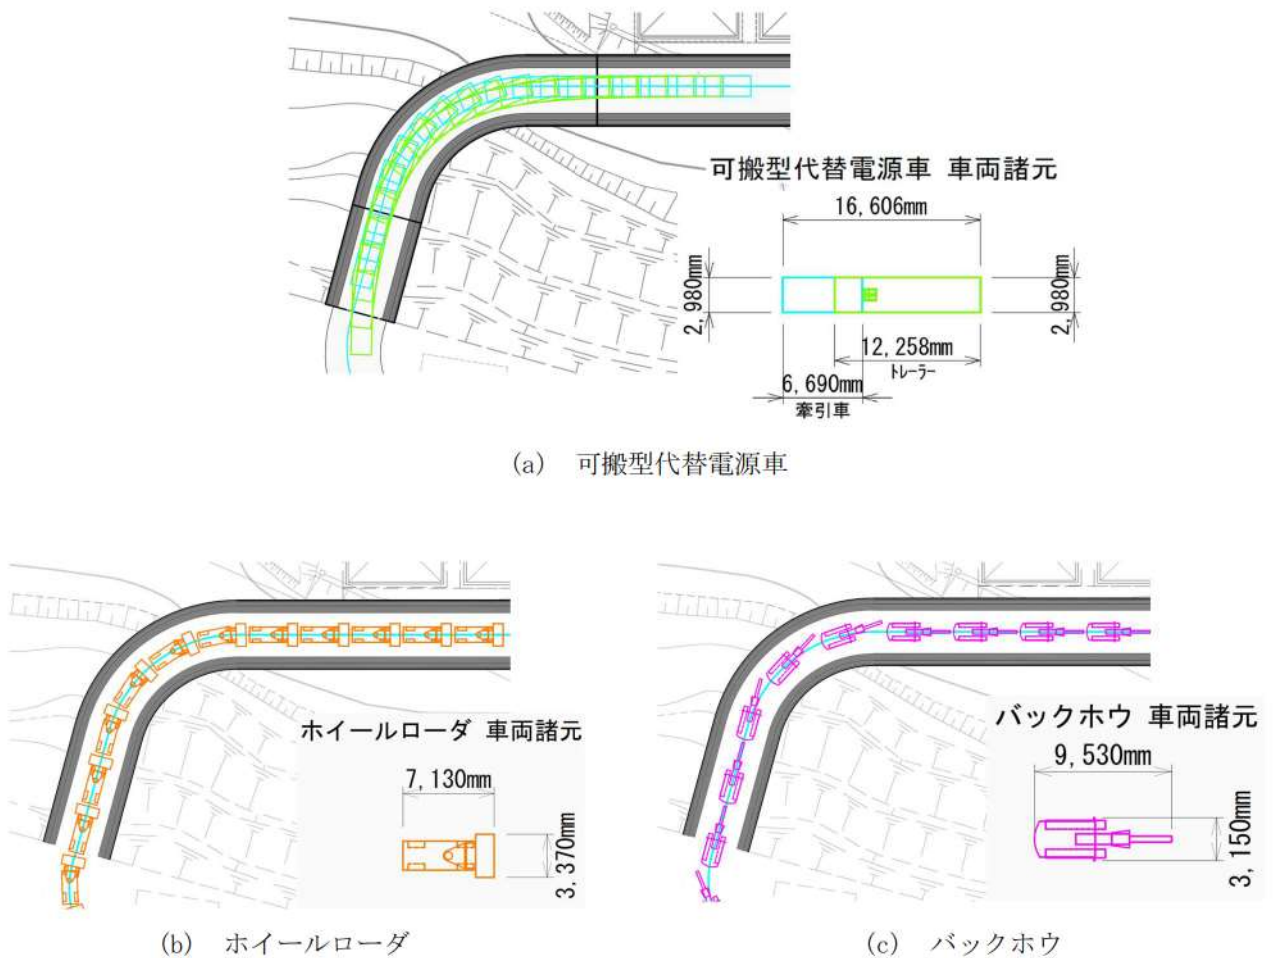 可搬型代替電源車 車両諸元
16,606mm
2,980mm
2,980mm
12,258mm
トレーラー
6,690mm
牽引車
(a) 可搬型代替電源車
ホイールローダ 車両諸元
7,130mm
3,370mm
(b) ホイールローダ
バックホウ 車両諸元
9,530mm
3,150mm
(c) バックホウ